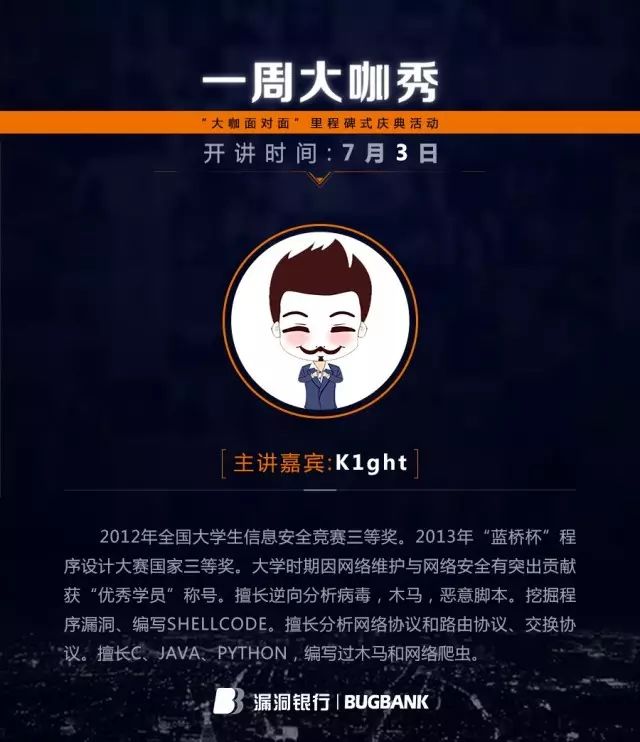 一周大咖秀
“大咖面对面”里程碑式庆典活动
开讲时间:7月3日
[主讲嘉宾:K1ght]
2012年全国大学生信息安全竞赛三等奖。2013年“蓝桥杯”程
序设计大赛国家三等奖。大学时期因网络维护与网络安全有突出贡献
获“优秀学员”称号。擅长逆向分析病毒，木马，恶意脚本。挖掘程
序漏洞、编写SHELLCODE。擅长分析网络协议和路由协议、交换协
议。擅长C、JAVA、PYTHON，编写过木马和网络爬虫。
漏洞银行|BUGBANK